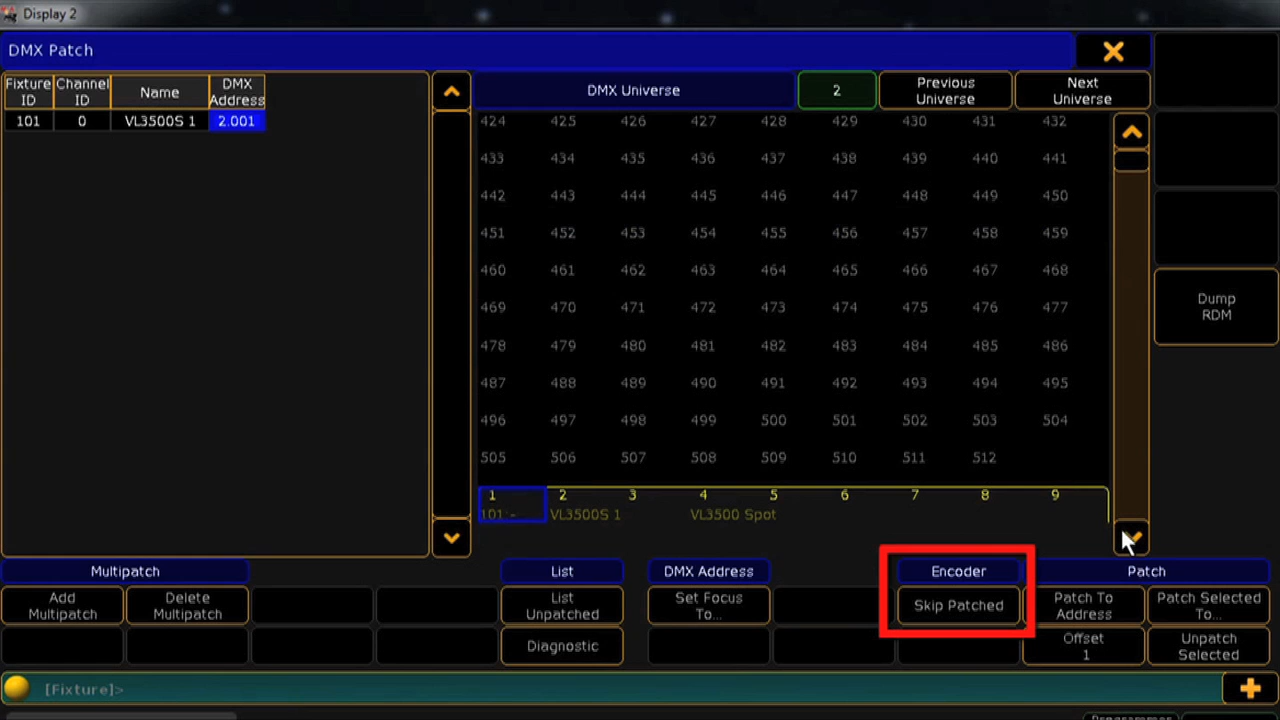 Display 2
DMX Patch
Fixture ID Channel ID Name DMX Address
101 0 VL3500S 1 2.001
DMX Universe 2 Previous Universe Next Universe
424 425 426 427 428 429 430 431 432
433 434 435 436 437 438 439 440 441
442 443 444 445 446 447 448 449 450
451 452 453 454 455 456 457 458 459
460 461 462 463 464 465 466 467 468
469 470 471 472 473 474 475 476 477
478 479 480 481 482 483 484 485 486
487 488 489 490 491 492 493 494 495
496 497 498 499 500 501 502 503 504
505 506 507 508 509 510 511 512
1 2 3 4 5 6 7 8 9
101:- VL3500S 1 VL3500 Spot
Dump
RDM
Multipatch List DMX Address Encoder Patch
Add Multipatch Delete Multipatch List Unpatched Set Focus To... Skip Patched Patch To Address Patch Selected To...
Diagnostic Offset 1 Unpatch Selected
[Fixture]>